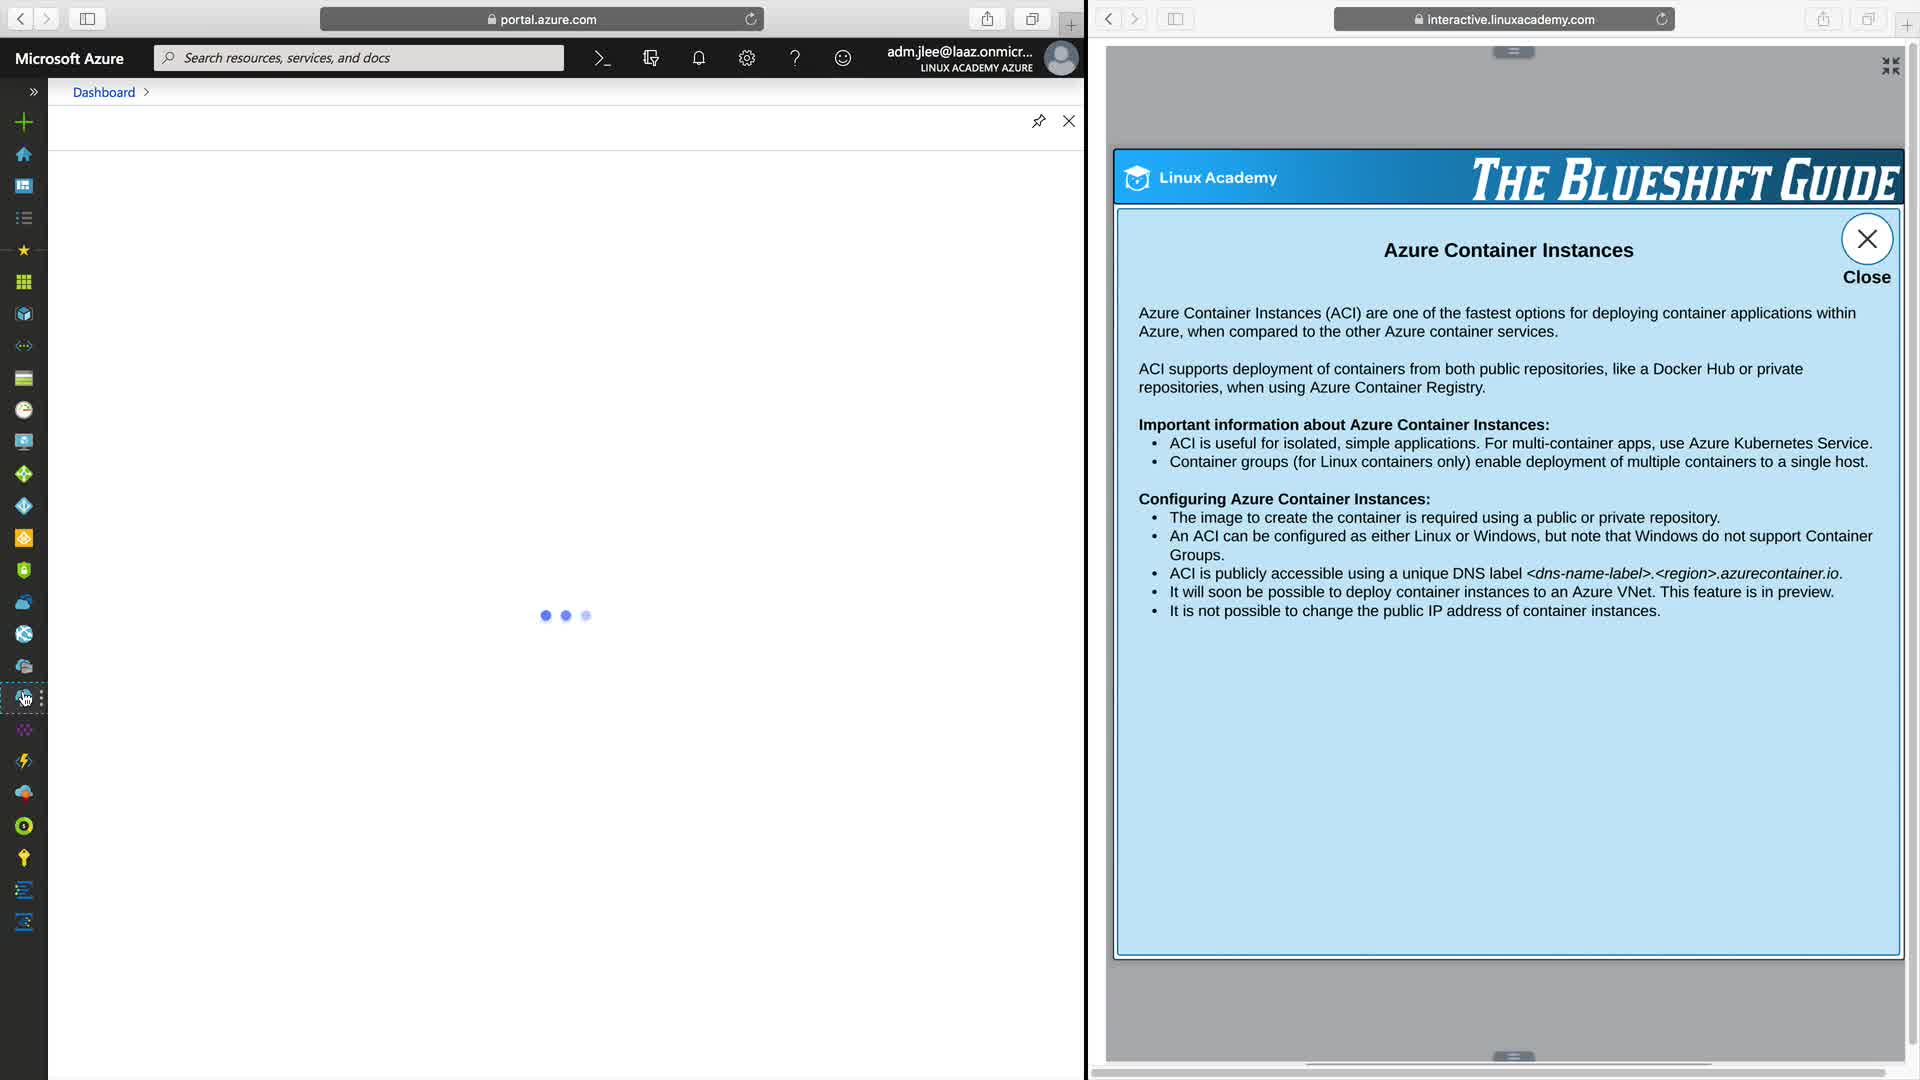 portal.azure.com
interactive.linuxacademy.com
Microsoft Azure
Search resources, services, and docs
adm.jlee@laaz.onmicr...
LINUX ACADEMY AZURE
Dashboard
Linux Academy
THE BLUESHIFT GUIDE
Azure Container Instances
Close
Azure Container Instances (ACI) are one of the fastest options for deploying container applications within
Azure, when compared to the other Azure container services.
ACI supports deployment of containers from both public repositories, like a Docker Hub or private
repositories, when using Azure Container Registry.
Important information about Azure Container Instances:
• ACI is useful for isolated, simple applications. For multi-container apps, use Azure Kubernetes Service.
• Container groups (for Linux containers only) enable deployment of multiple containers to a single host.
Configuring Azure Container Instances:
• The image to create the container is required using a public or private repository.
• An ACI can be configured as either Linux or Windows, but note that Windows do not support Container
Groups.
• ACI is publicly accessible using a unique DNS label <dns-name-label>.<region>.azurecontainer.io.
• It will soon be possible to deploy container instances to an Azure VNet. This feature is in preview.
• It is not possible to change the public IP address of container instances.